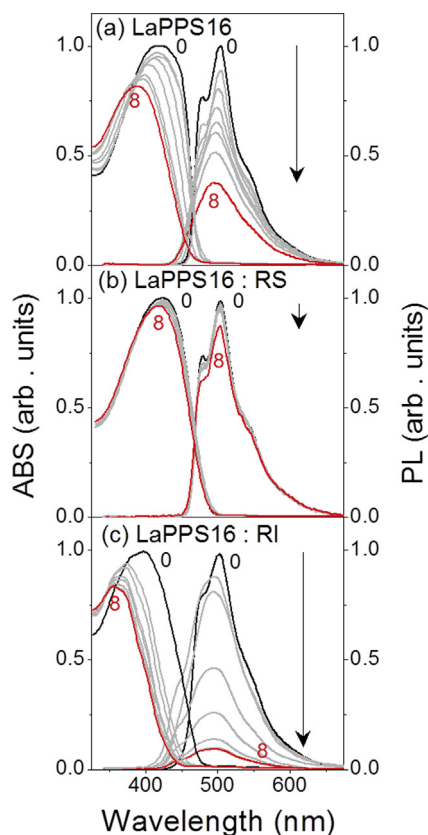 (a) LaPPS16
1.0 0 0 1.0
0.5 8 8 0.5
0.0 0.0
(b) LaPPS16 : RS
1.0 0 0 1.0
8 8
0.5 0.5
0.0 0.0
(c) LaPPS16 : RI
1.0 0 0 1.0
8
0.5 0.5
8
0.0 0.0
400 500 600
Wavelength (nm)
ABS (arb . units)
PL (arb. units)